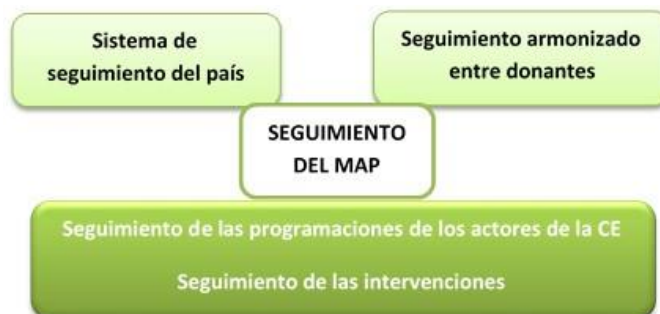 Sistema de
seguimiento del país
Seguimiento armonizado
entre donantes
SEGUIMIENTO
DEL MAP
Seguimiento de las programaciones de los actores de la CE
Seguimiento de las intervenciones